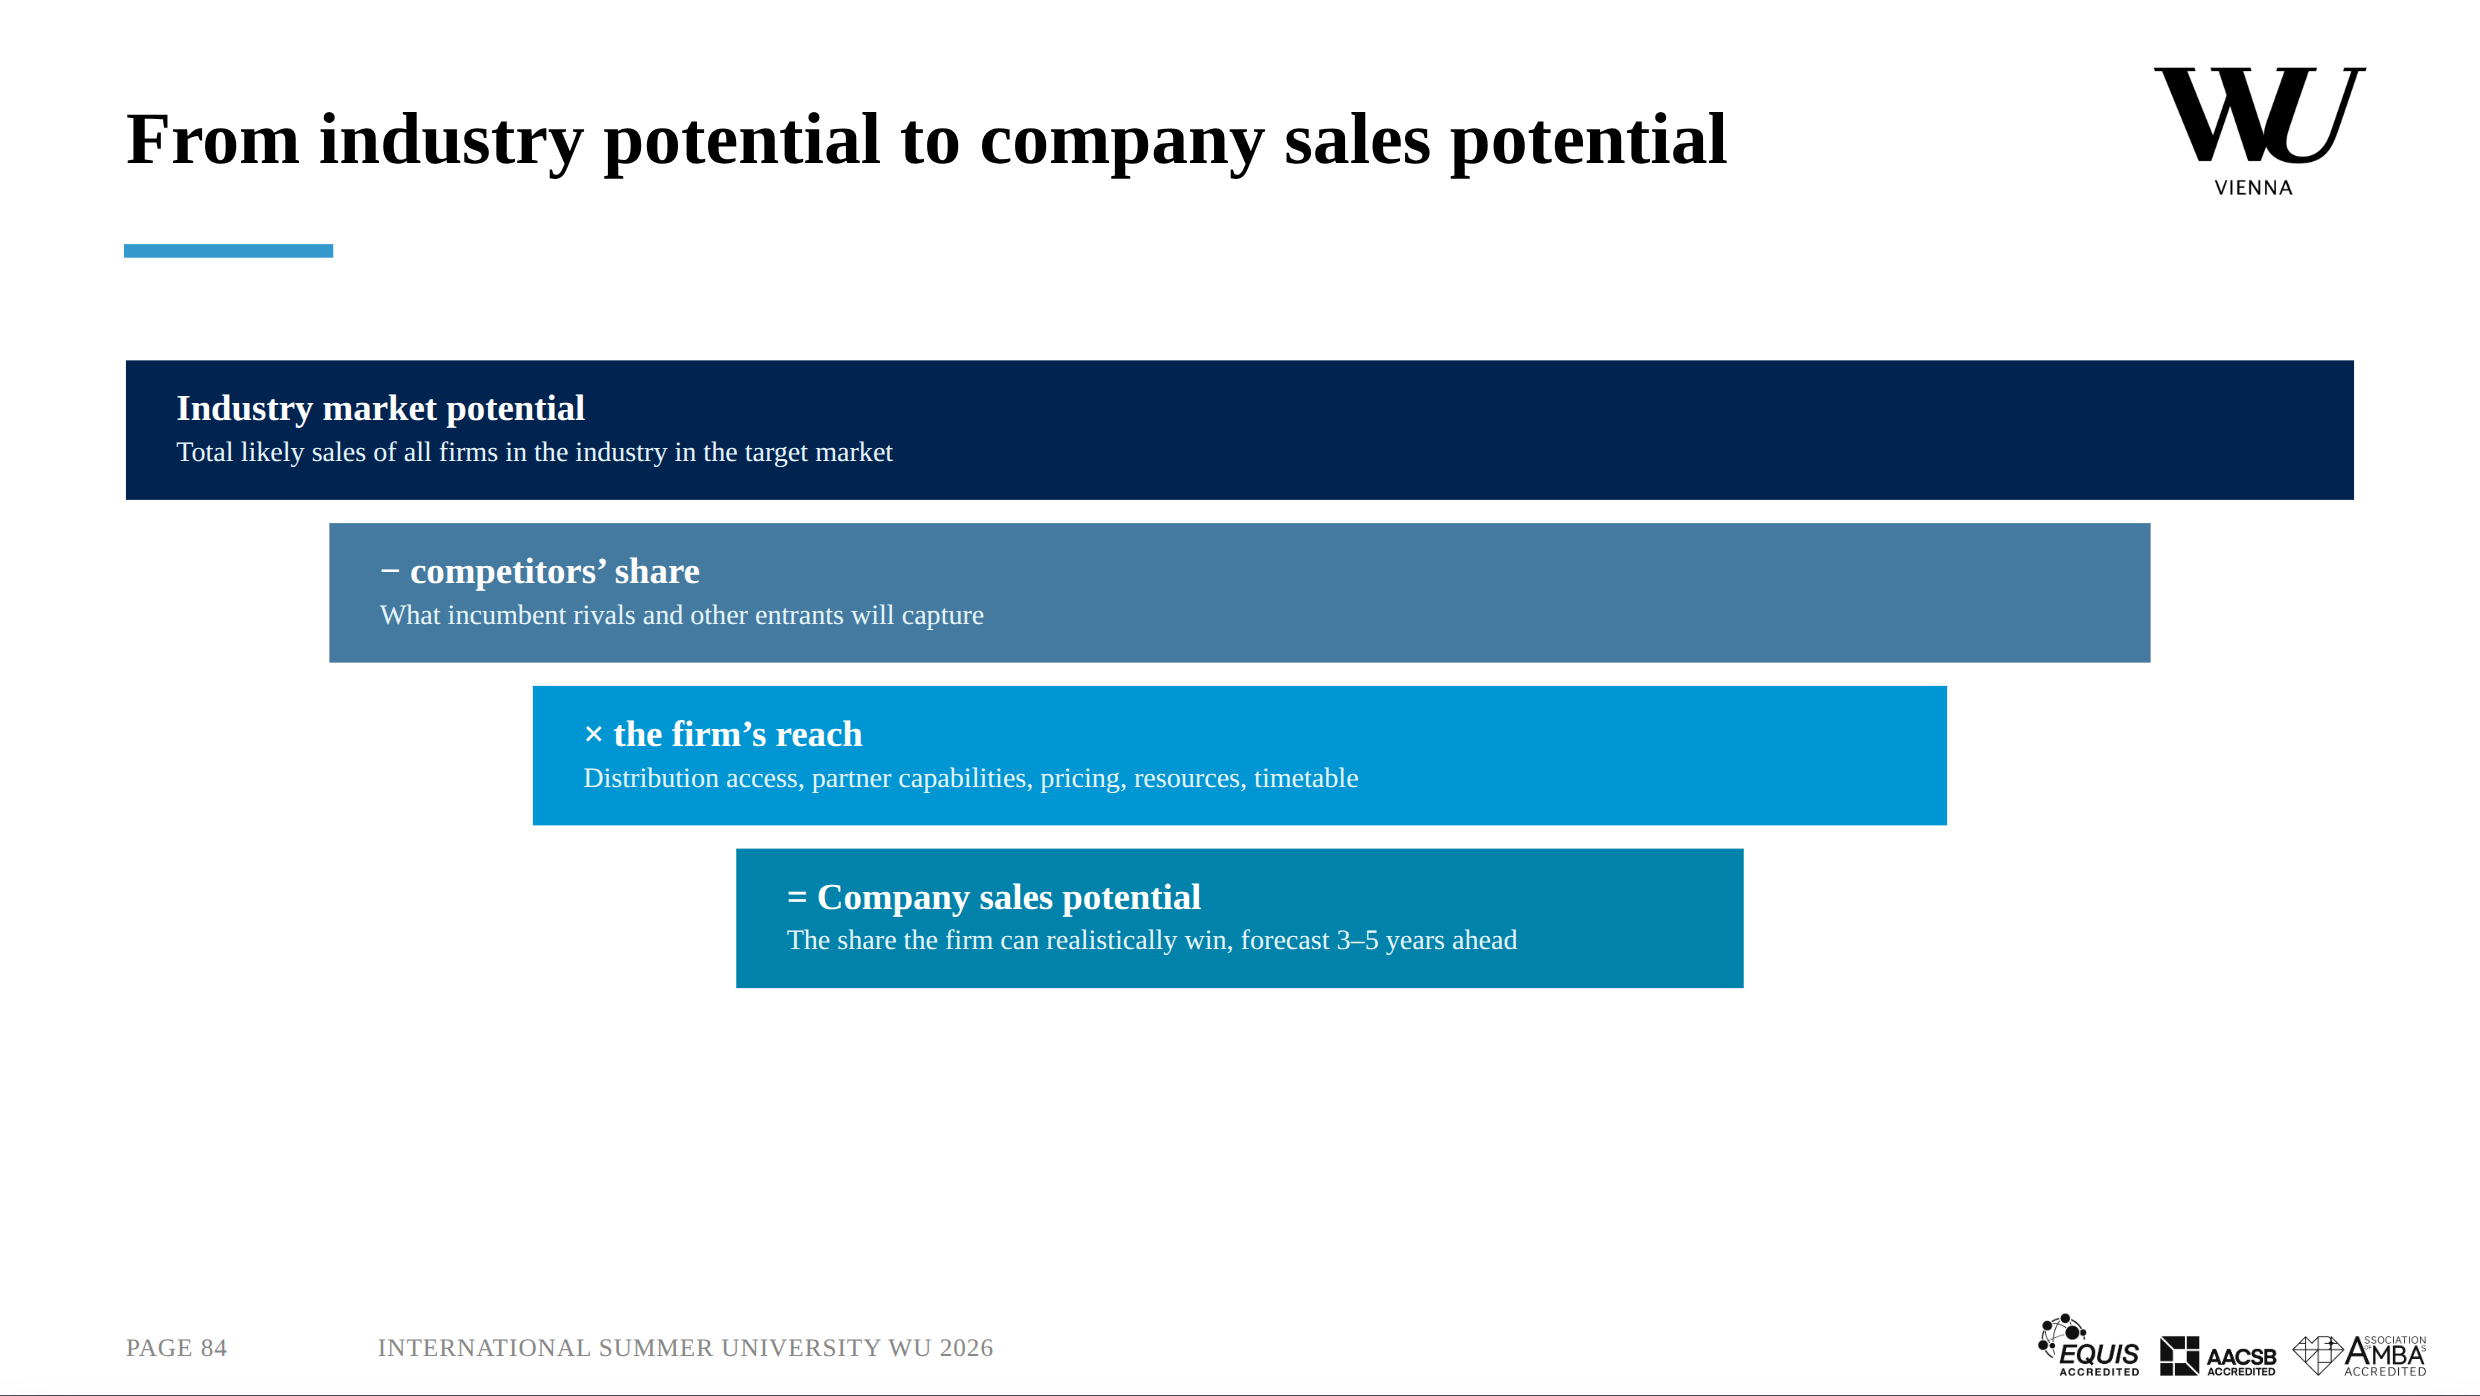 From industry potential to company sales potential
WU
VIENNA
Industry market potential
Total likely sales of all firms in the industry in the target market
− competitors’ share
What incumbent rivals and other entrants will capture
× the firm’s reach
Distribution access, partner capabilities, pricing, resources, timetable
= Company sales potential
The share the firm can realistically win, forecast 3–5 years ahead
PAGE 84
INTERNATIONAL SUMMER UNIVERSITY WU 2026
EQUIS
ACCREDITED
AACSB
ACCREDITED
ASSOCIATION
OF
AMBAS
ACCREDITED